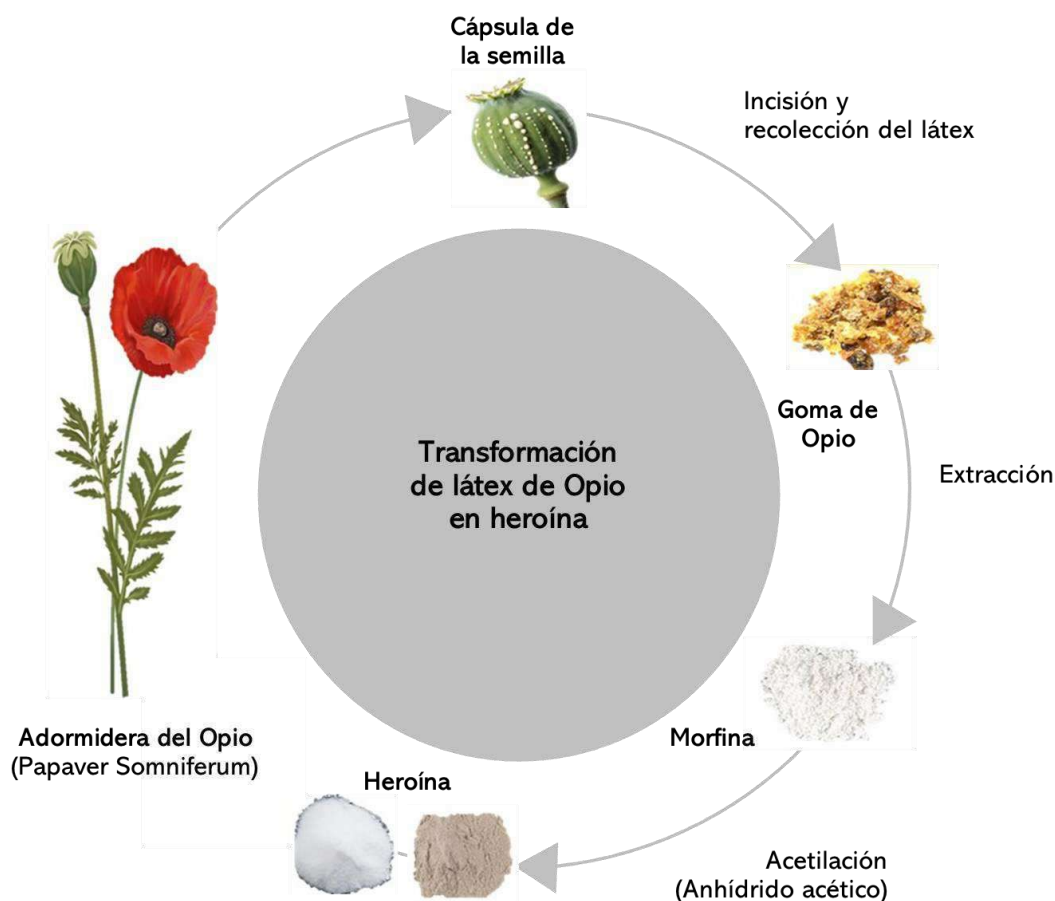 Cápsula de
la semilla
Incisión y
recolección del látex
Goma de
Opio
Extracción
Transformación
de látex de Opio
en heroína
Morfina
Adormidera del Opio
(Papaver Somniferum)
Heroína
Acetilación
(Anhídrido acético)